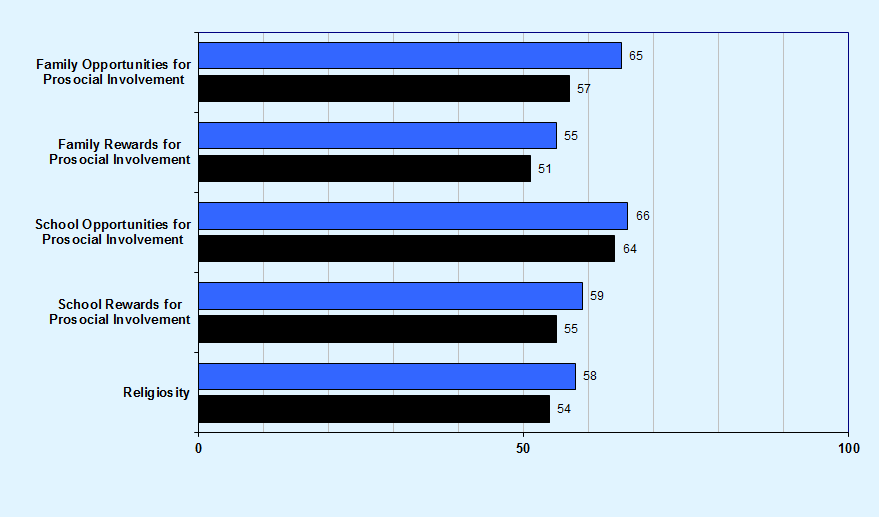 Family Opportunities for
Prosocial Involvement
65
57
Family Rewards for
Prosocial Involvement
55
51
School Opportunities for
Prosocial Involvement
66
64
School Rewards for
Prosocial Involvement
59
55
Religiosity
58
54
0 50 100